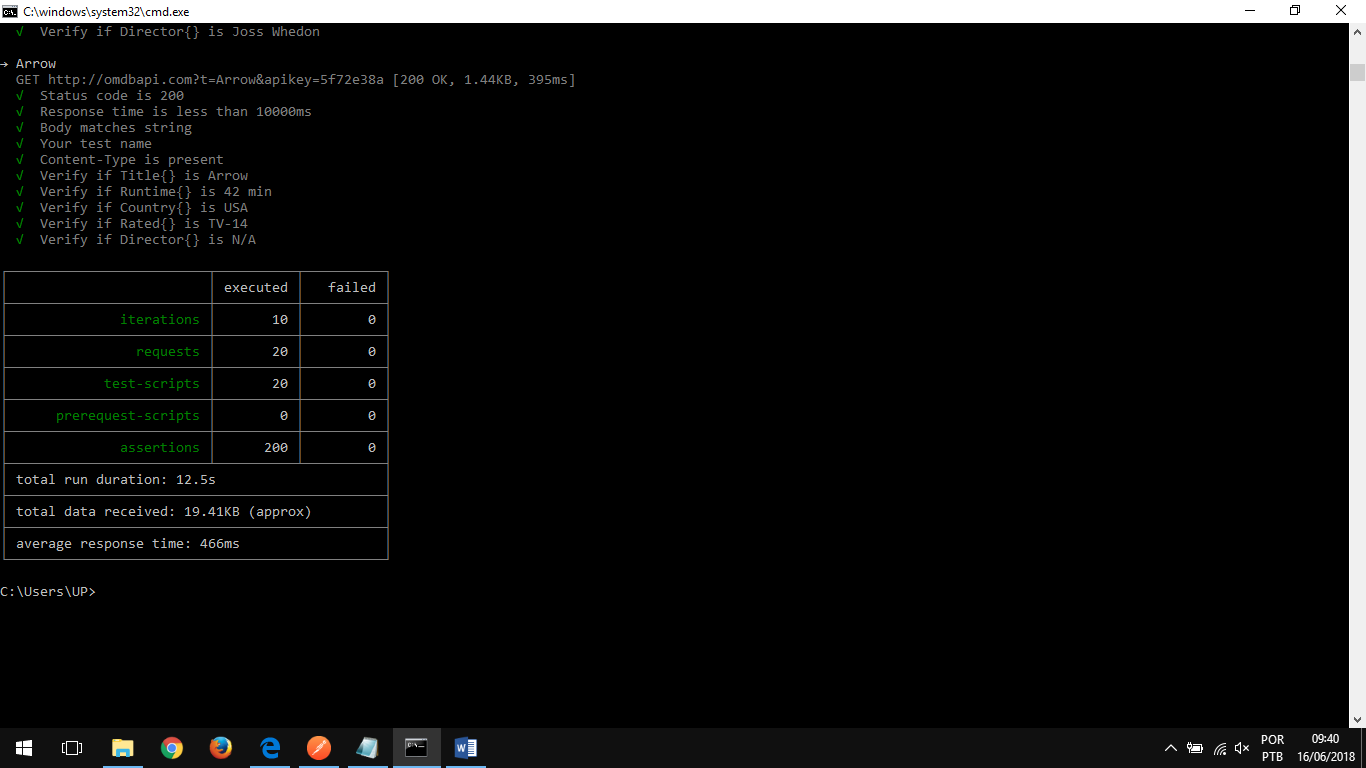 C:\windows\system32\cmd.exe
√ Verify if Director{} is Joss Whedon
→ Arrow
GET http://omdbapi.com?t=Arrow&apikey=5f72e38a [200 OK, 1.44KB, 395ms]
√ Status code is 200
√ Response time is less than 10000ms
√ Body matches string
√ Your test name
√ Content-Type is present
√ Verify if Title{} is Arrow
√ Verify if Runtime{} is 42 min
√ Verify if Country{} is USA
√ Verify if Rated{} is TV-14
√ Verify if Director{} is N/A
executed failed
iterations 10 0
requests 20 0
test-scripts 20 0
prerequest-scripts 0 0
assertions 200 0
total run duration: 12.5s
total data received: 19.41KB (approx)
average response time: 466ms
C:\Users\UP>
POR 09:40
PTB 16/06/2018